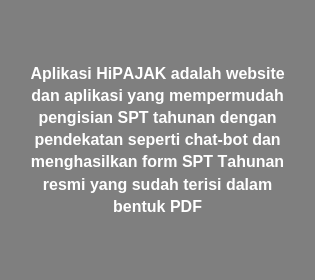 Aplikasi HiPAJAK adalah website
dan aplikasi yang mempermudah
pengisian SPT tahunan dengan
pendekatan seperti chat-bot dan
menghasilkan form SPT Tahunan
resmi yang sudah terisi dalam
bentuk PDF